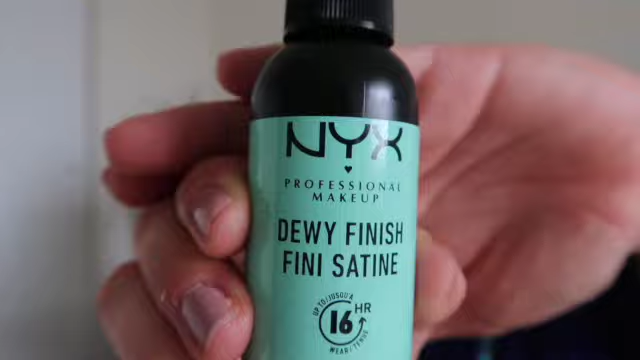 NYX
PROFESSIONAL
MAKEUP
DEWY FINISH
FINI SATINE
UP TO/JUSQU'À
16 HR
WEAR/TENUE